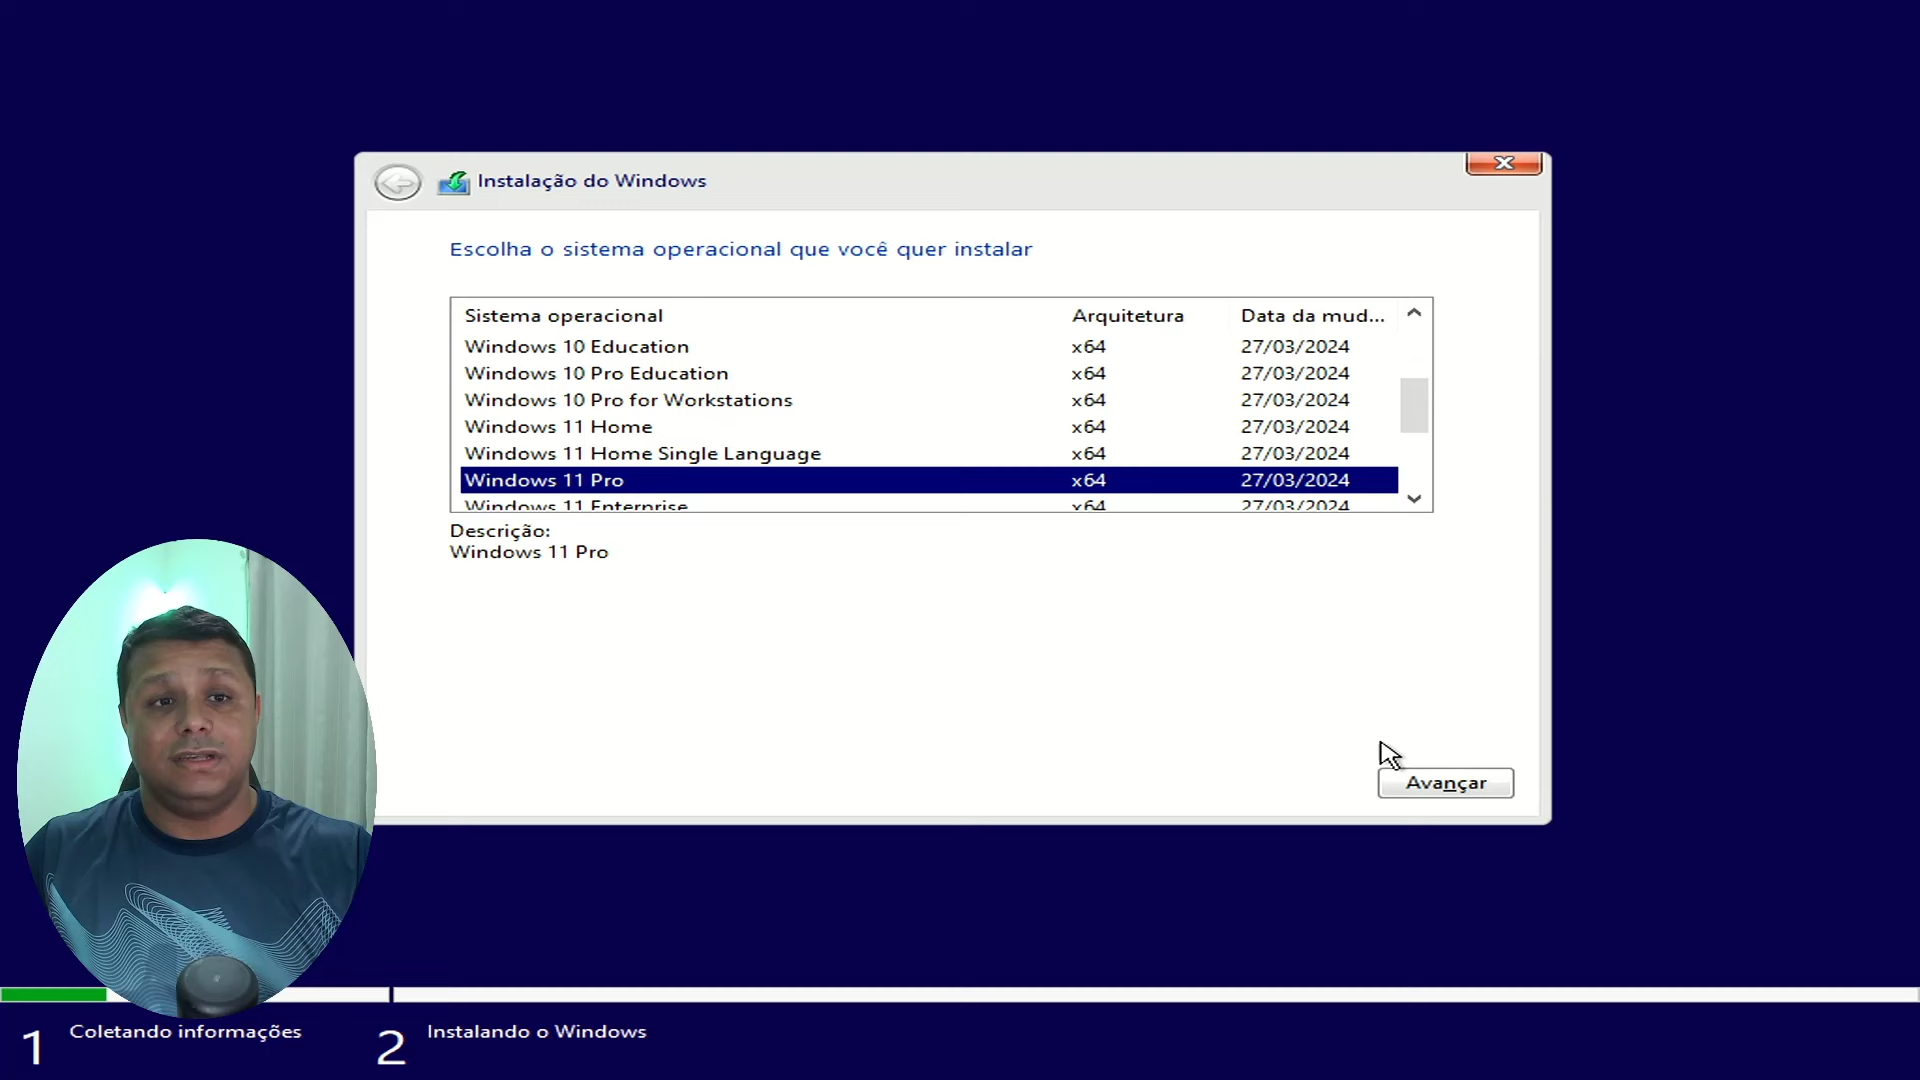 Instalação do Windows
Escolha o sistema operacional que você quer instalar
Sistema operacional Arquitetura Data da mud...
Windows 10 Education x64 27/03/2024
Windows 10 Pro Education x64 27/03/2024
Windows 10 Pro for Workstations x64 27/03/2024
Windows 11 Home x64 27/03/2024
Windows 11 Home Single Language x64 27/03/2024
Windows 11 Pro x64 27/03/2024
Windows 11 Enterprise x64 27/03/2024
Descrição:
Windows 11 Pro
Avançar
1 Coletando informações 2 Instalando o Windows